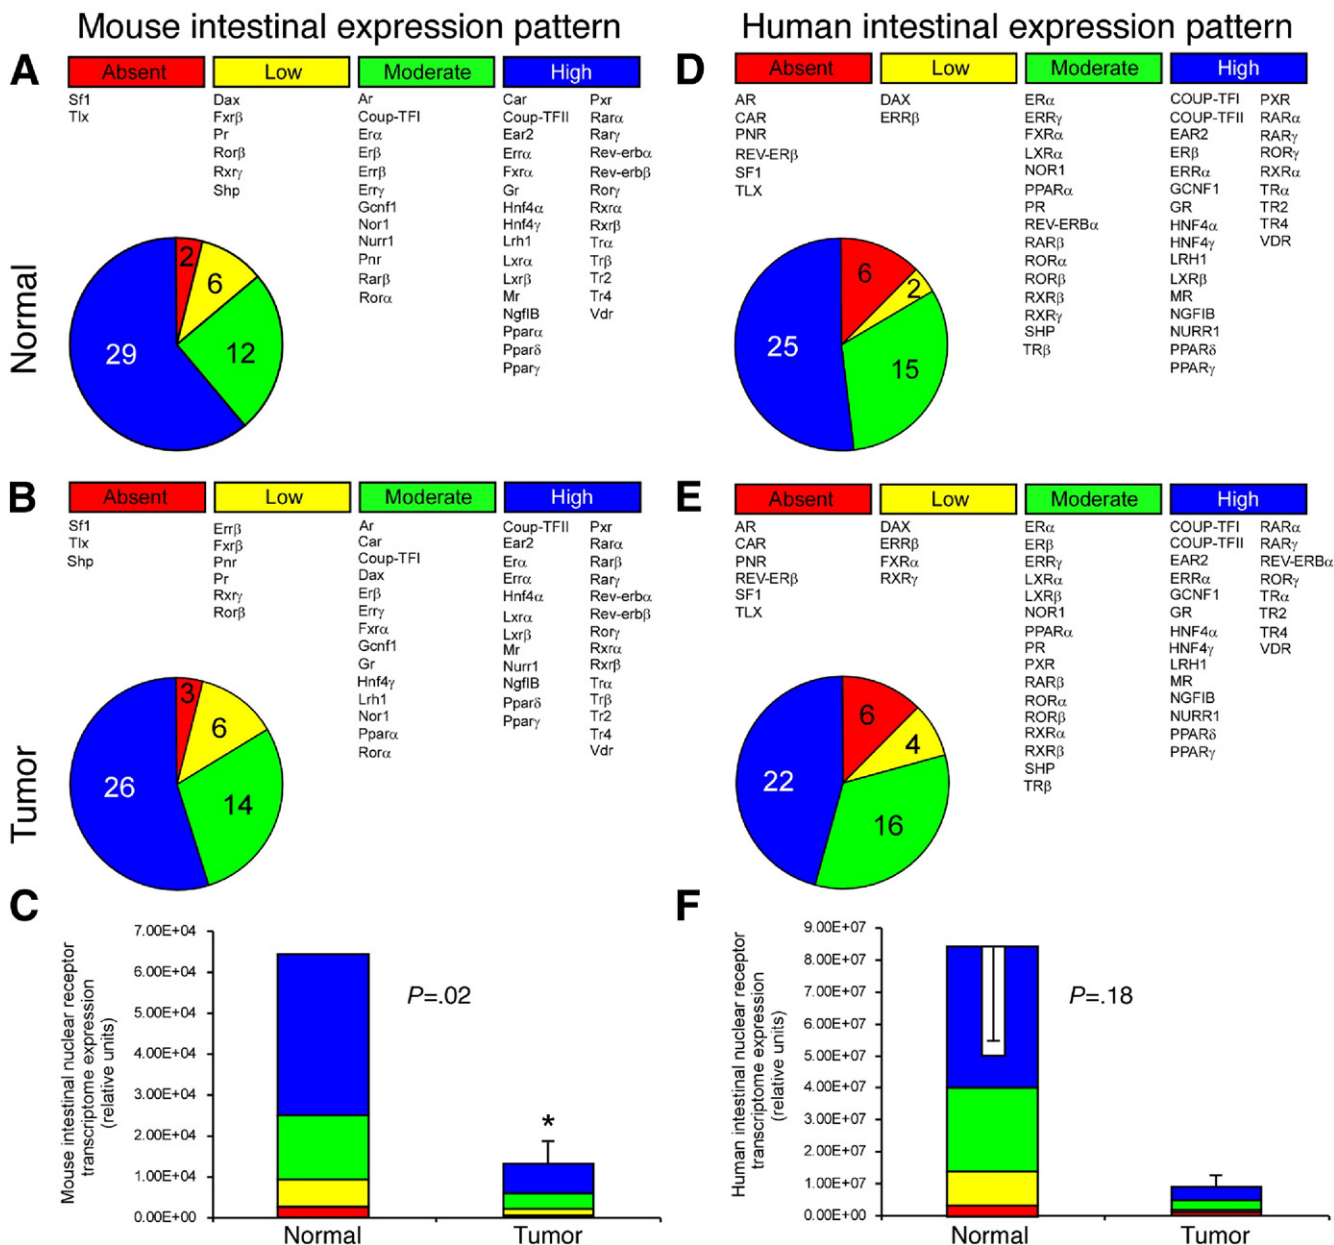 Mouse intestinal expression pattern
Human intestinal expression pattern
A
Absent
Low
Moderate
High
Sf1
Tlx
Dax
Fxrβ
Pr
Rorβ
Rxrγ
Shp
Ar
Coup-TFI
Erα
Erβ
Errβ
Errγ
Gcnf1
Nor1
Nurr1
Pnr
Rarβ
Rorα
Car
Coup-TFII
Ear2
Errα
Fxrα
Gr
Hnf4α
Hnf4γ
Lrh1
Lxrα
Lxrβ
Mr
NgfIB
Pparα
Pparδ
Pparγ
Pxr
Rarα
Rarγ
Rev-erbα
Rev-erbβ
Rorγ
Rxrα
Rxrβ
Trα
Trβ
Tr2
Tr4
Vdr
Normal
2
6
12
29
D
Absent
Low
Moderate
High
AR
CAR
PNR
REV-ERβ
SF1
TLX
DAX
ERRβ
ERα
ERRγ
FXRα
LXRα
NOR1
PPARα
PR
REV-ERBα
RARβ
RORα
RORβ
RXRβ
RXRγ
SHP
TRβ
COUP-TFI
COUP-TFII
EAR2
ERβ
ERRα
GCNF1
GR
HNF4α
HNF4γ
LRH1
LXRβ
MR
NGFIB
NURR1
PPARδ
PPARγ
PXR
RARα
RARγ
RORγ
RXRα
TRα
TR2
TR4
VDR
6
2
15
25
B
Absent
Low
Moderate
High
Sf1
Tlx
Shp
Errβ
Fxrβ
Pnr
Pr
Rxrγ
Rorβ
Ar
Car
Coup-TFI
Dax
Erβ
Errγ
Fxrα
Gcnf1
Gr
Hnf4γ
Lrh1
Nor1
Pparα
Rorα
Coup-TFII
Ear2
Erα
Errα
Hnf4α
Lxrα
Lxrβ
Mr
Nurr1
NgfIB
Pparδ
Pparγ
Pxr
Rarα
Rarβ
Rarγ
Rev-erbα
Rev-erbβ
Rorγ
Rxrα
Rxrβ
Trα
Trβ
Tr2
Tr4
Vdr
Tumor
3
6
14
26
E
Absent
Low
Moderate
High
AR
CAR
PNR
REV-ERβ
SF1
TLX
DAX
ERRβ
FXRα
RXRγ
ERα
ERβ
ERRγ
LXRα
LXRβ
NOR1
PPARα
PR
PXR
RARβ
RORα
RORβ
RXRα
RXRβ
SHP
TRβ
COUP-TFI
COUP-TFII
EAR2
ERRα
GCNF1
GR
HNF4α
HNF4γ
LRH1
MR
NGFIB
NURR1
PPARδ
PPARγ
RARα
RARγ
REV-ERBα
RORγ
TRα
TR2
TR4
VDR
6
4
16
22
C
Mouse intestinal nuclear receptor
transcriptome expression
(relative units)
7.00E+04
6.00E+04
5.00E+04
4.00E+04
3.00E+04
2.00E+04
1.00E+04
0.00E+00
P=.02
*
Normal
Tumor
F
Human intestinal nuclear receptor
transcriptome expression
(relative units)
9.00E+07
8.00E+07
7.00E+07
6.00E+07
5.00E+07
4.00E+07
3.00E+07
2.00E+07
1.00E+07
0.00E+00
P=.18
Normal
Tumor